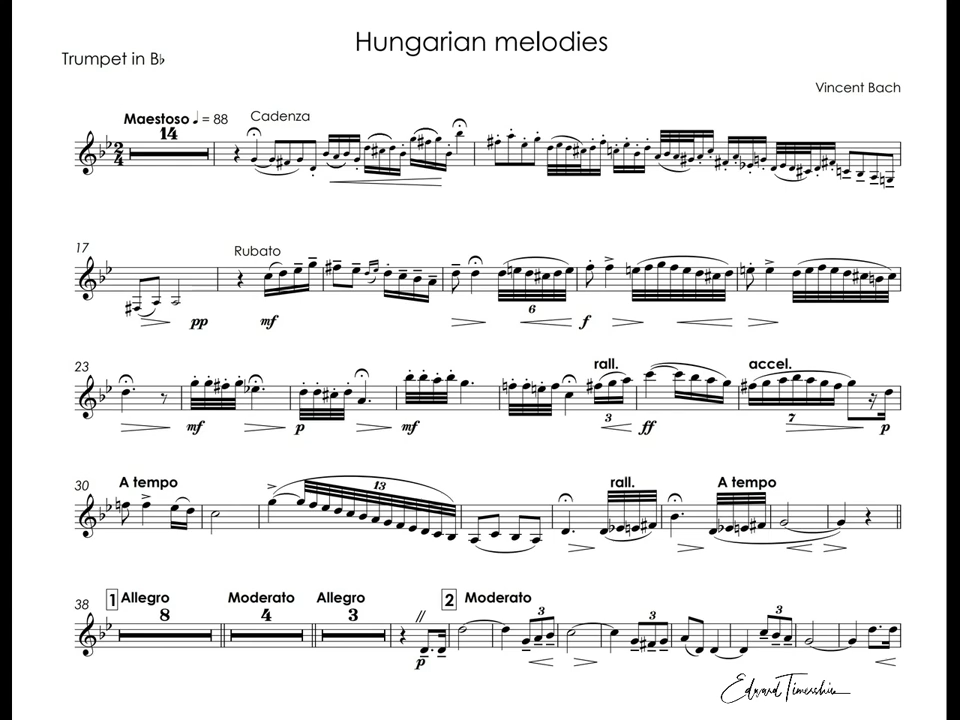 Hungarian melodies
Trumpet in B♭
Vincent Bach
Maestoso ♩ = 88 Cadenza
14
2
4
17
Rubato
6
pp mf f
23
rall. accel.
3 7
mf p mf ff p
30
A tempo rall. A tempo
13
38
1 Allegro Moderato Allegro 2 Moderato
8 4 3 3 3 3
p
Edward Timershin